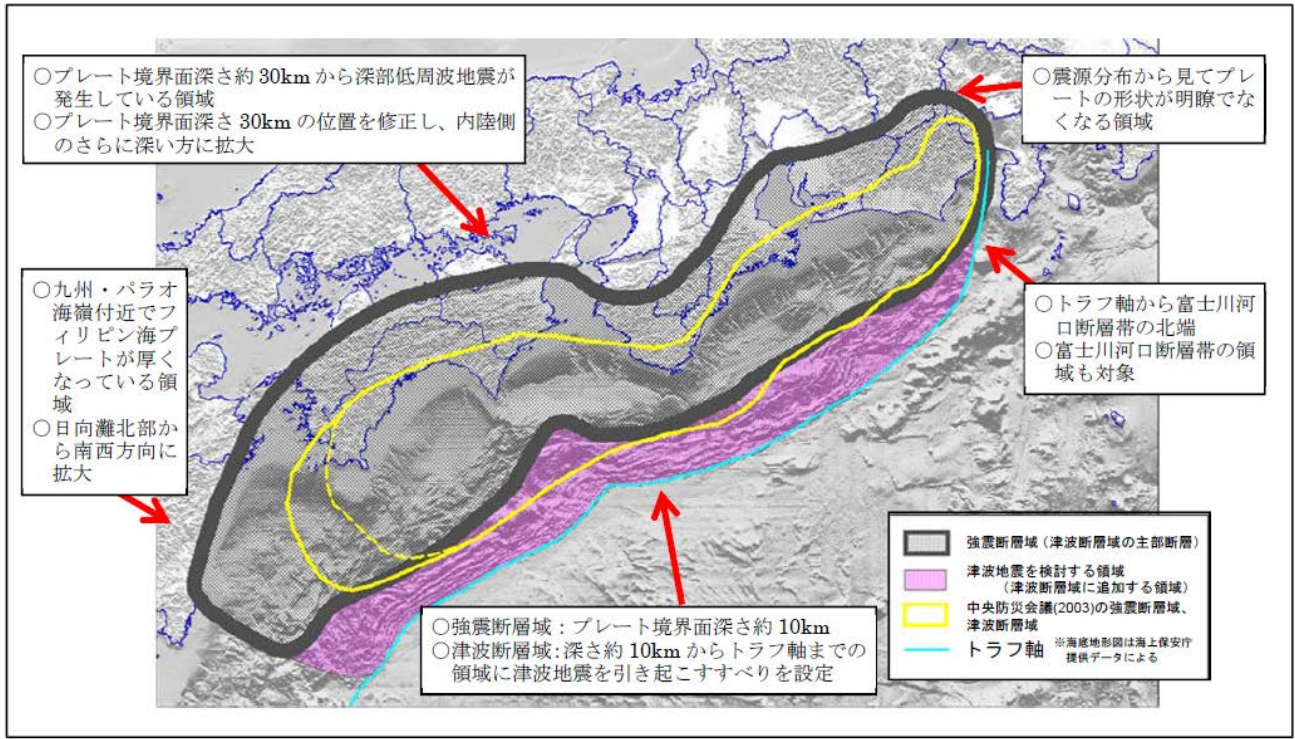 ○プレート境界面深さ約30kmから深部低周波地震が
発生している領域
○プレート境界面深さ30kmの位置を修正し、内陸側
のさらに深い方に拡大
○震源分布から見てプレ
ートの形状が明瞭でな
くなる領域
○九州・パラオ
海嶺付近でフ
ィリピン海プ
レートが厚く
なっている領
域
○日向灘北部か
ら南西方向に
拡大
○トラフ軸から富士川河
口断層帯の北端
○富士川河口断層帯の領
域も対象
○強震断層域：プレート境界面深さ約10km
○津波断層域：深さ約10kmからトラフ軸までの
領域に津波地震を引き起こすすべりを設定
強震断層域（津波断層域の主部断層）
津波地震を検討する領域
（津波断層域に追加する領域）
中央防災会議(2003)の強震断層域、
津波断層域
トラフ軸 ※海底地形図は海上保安庁
提供データによる